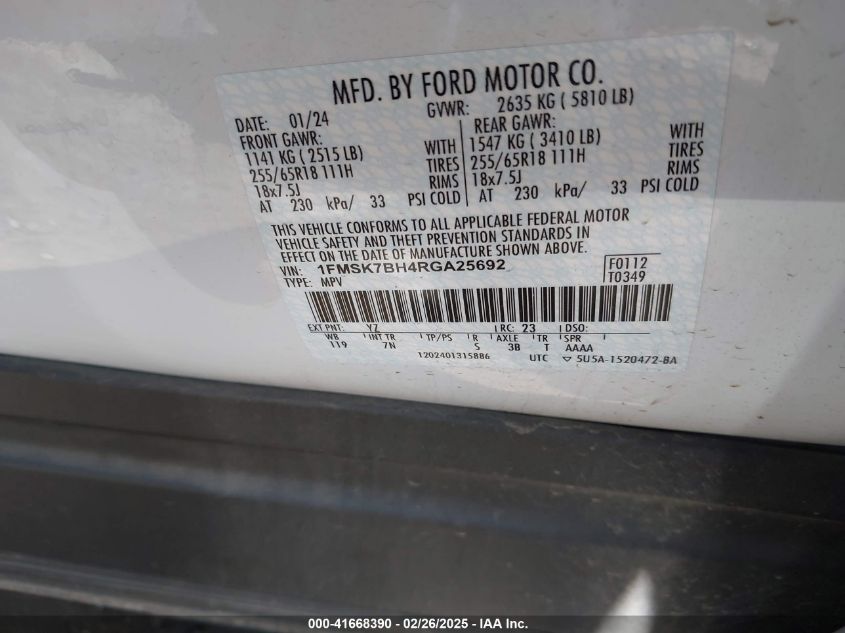 MFD. BY FORD MOTOR CO.
DATE: 01/24 GVWR: 2635 KG ( 5810 LB)
FRONT GAWR: REAR GAWR:
1141 KG ( 2515 LB) WITH 1547 KG ( 3410 LB) WITH
255/65R18 111H TIRES 255/65R18 111H TIRES
18x7.5J RIMS 18x7.5J RIMS
AT 230 kPa/ 33 PSI COLD AT 230 kPa/ 33 PSI COLD
THIS VEHICLE CONFORMS TO ALL APPLICABLE FEDERAL MOTOR
VEHICLE SAFETY AND THEFT PREVENTION STANDARDS IN
EFFECT ON THE DATE OF MANUFACTURE SHOWN ABOVE.
VIN: 1FMSK7BH4RGA25692 F0112
TYPE: MPV T0349
EXT PNT: YZ RC: 23 DSO:
WB INT TR TP/PS R AXLE TR SPR
119 7N S 3B T AAAA
1202401315886 UTC ▽ 5U5A-1520472-BA
000-41668390 - 02/26/2025 - IAA Inc.